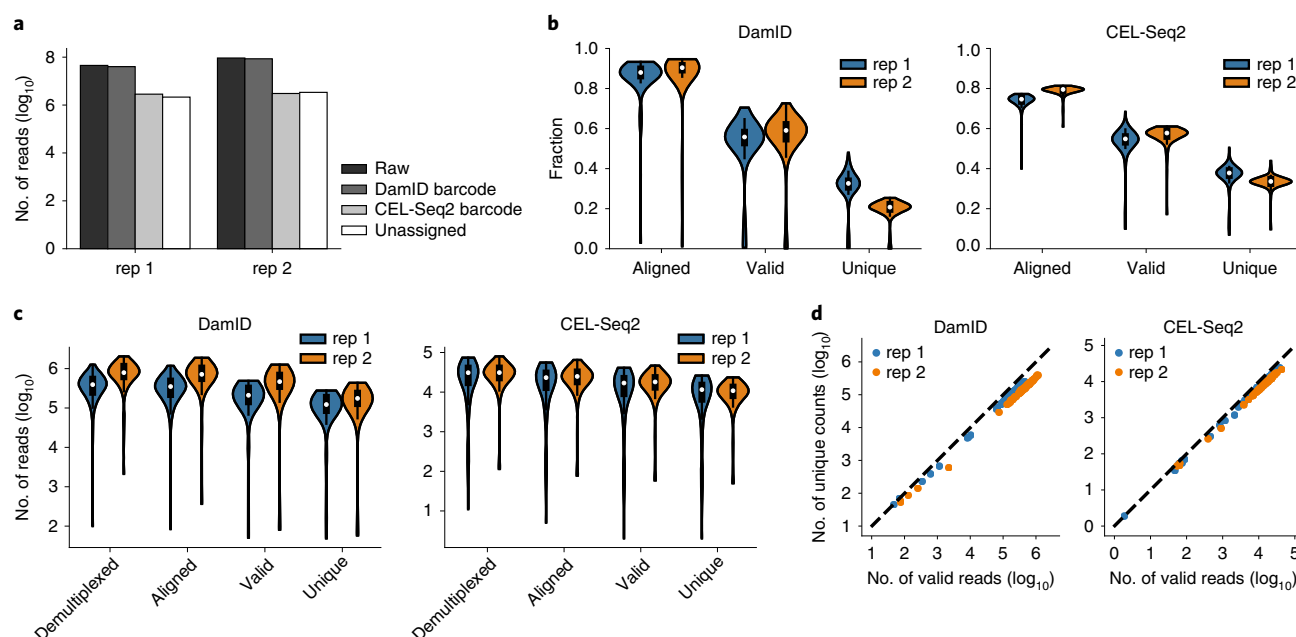 a
No. of reads (log10)
8
6
4
2
0
rep 1
rep 2
Raw
DamID barcode
CEL-Seq2 barcode
Unassigned
b
DamID
Fraction
1.0
0.8
0.6
0.4
0.2
0.0
Aligned
Valid
Unique
rep 1
rep 2
CEL-Seq2
1.0
0.8
0.6
0.4
0.2
0.0
Aligned
Valid
Unique
rep 1
rep 2
c
DamID
No. of reads (log10)
6
5
4
3
2
Demultiplexed
Aligned
Valid
Unique
rep 1
rep 2
CEL-Seq2
5
4
3
2
1
Demultiplexed
Aligned
Valid
Unique
rep 1
rep 2
d
DamID
No. of unique counts (log10)
6
5
4
3
2
1
1
2
3
4
5
6
No. of valid reads (log10)
rep 1
rep 2
CEL-Seq2
5
4
3
2
1
0
0
1
2
3
4
5
No. of valid reads (log10)
rep 1
rep 2